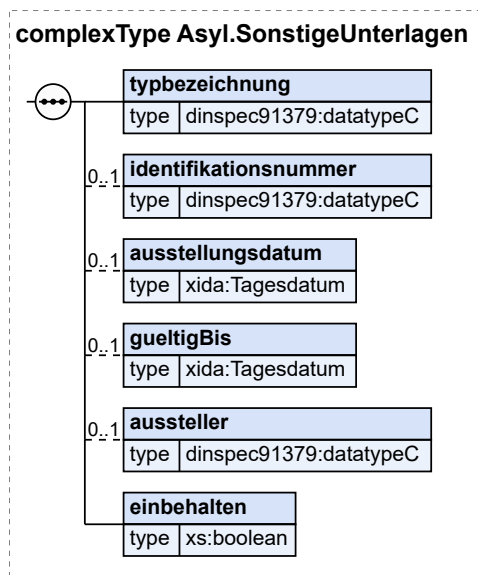 complexType Asyl.SonstigeUnterlagen
typbezeichnung
type dinspec91379:datatypeC
0..1 identifikationsnummer
type dinspec91379:datatypeC
0..1 ausstellungsdatum
type xida:Tagesdatum
0..1 gueltigBis
type xida:Tagesdatum
0..1 aussteller
type dinspec91379:datatypeC
einbehalten
type xs:boolean